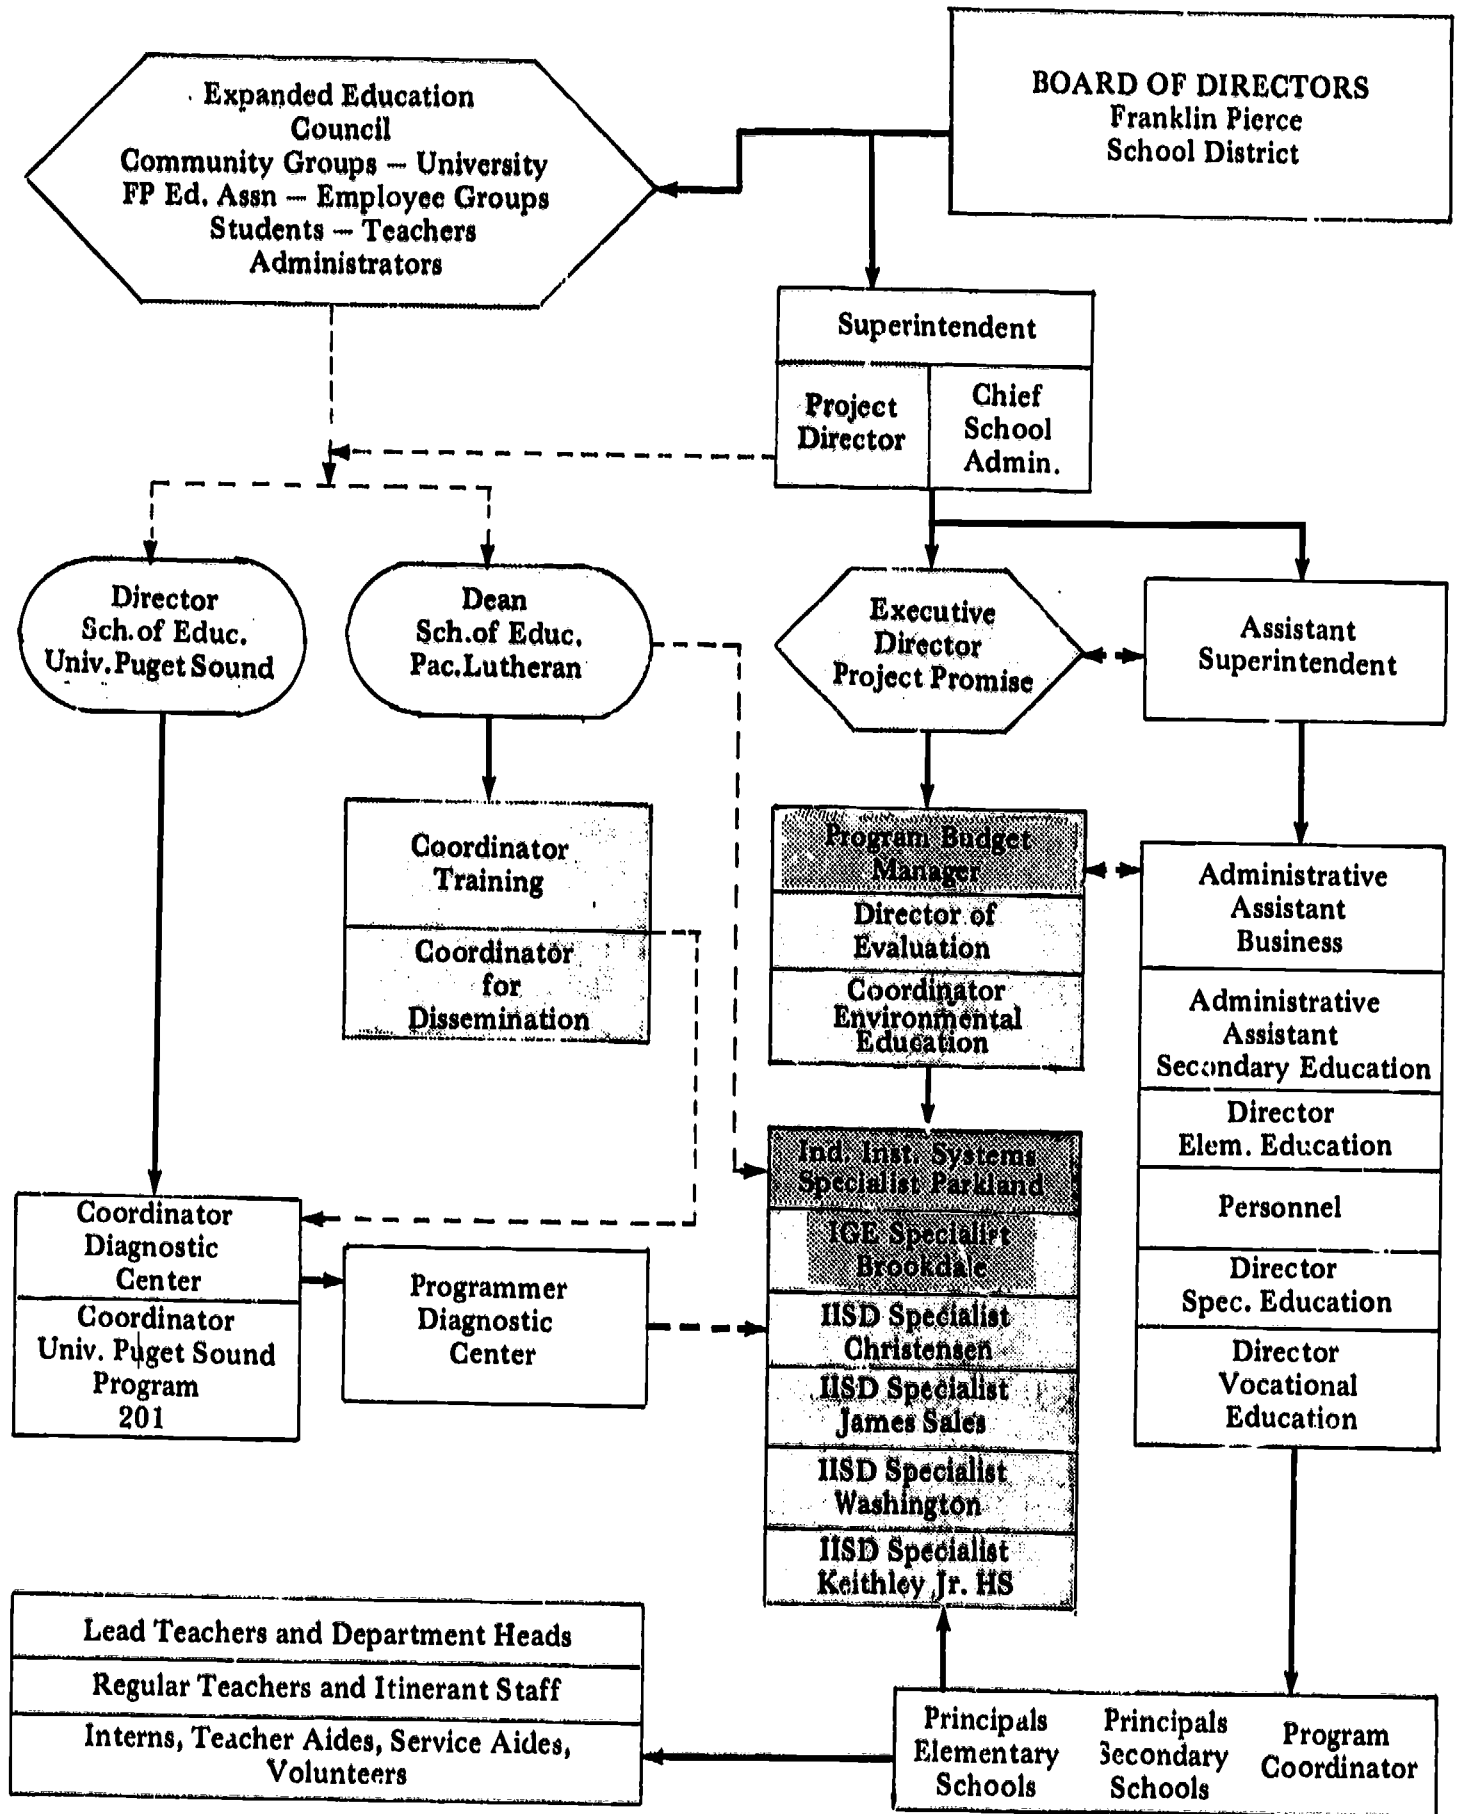 Expanded Education
Council
Community Groups — University
FP Ed. Assn — Employee Groups
Students — Teachers
Administrators
BOARD OF DIRECTORS
Franklin Pierce
School District
Superintendent
Project
Director
Chief
School
Admin.
Director
Sch.of Educ.
Univ.Puget Sound
Dean
Sch.of Educ.
Pac.Lutheran
Executive
Director
Project Promise
Assistant
Superintendent
Coordinator
Training
Coordinator
for
Dissemination
Program Budget
Manager
Director of
Evaluation
Coordinator
Environmental
Education
Administrative
Assistant
Business
Administrative
Assistant
Secondary Education
Director
Elem. Education
Personnel
Director
Spec. Education
Director
Vocational
Education
Coordinator
Diagnostic
Center
Coordinator
Univ. Puget Sound
Program
201
Programmer
Diagnostic
Center
Ind. Inst. Systems
Specialist Parkland
IGE Specialist
Brookdale
IISD Specialist
Christensen
IISD Specialist
James Sales
IISD Specialist
Washington
IISD Specialist
Keithley Jr. HS
Lead Teachers and Department Heads
Regular Teachers and Itinerant Staff
Interns, Teacher Aides, Service Aides,
Volunteers
Principals
Elementary
Schools
Principals
Secondary
Schools
Program
Coordinator